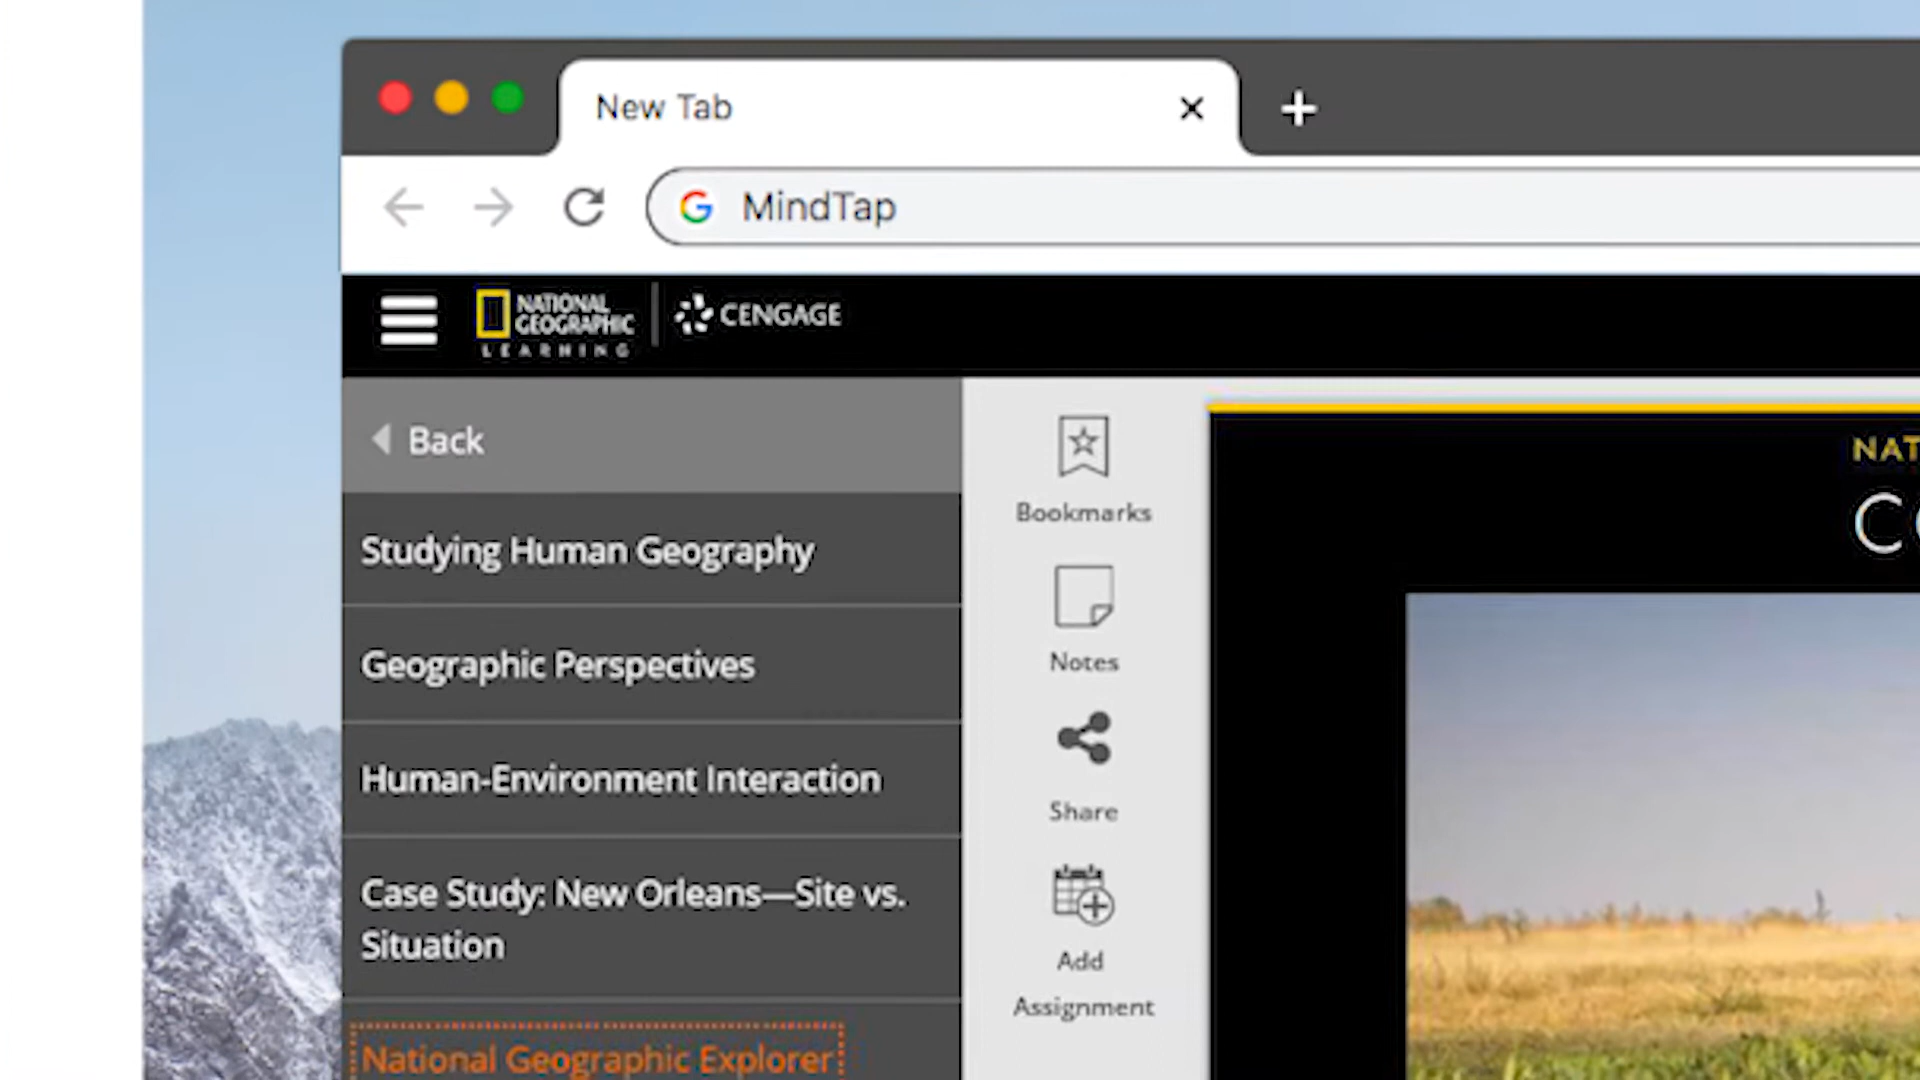 New Tab
MindTap
NATIONAL
GEOGRAPHIC
LEARNING
CENGAGE
Back
Studying Human Geography
Geographic Perspectives
Human-Environment Interaction
Case Study: New Orleans—Site vs.
Situation
National Geographic Explorer
Bookmarks
Notes
Share
Add
Assignment
NAT